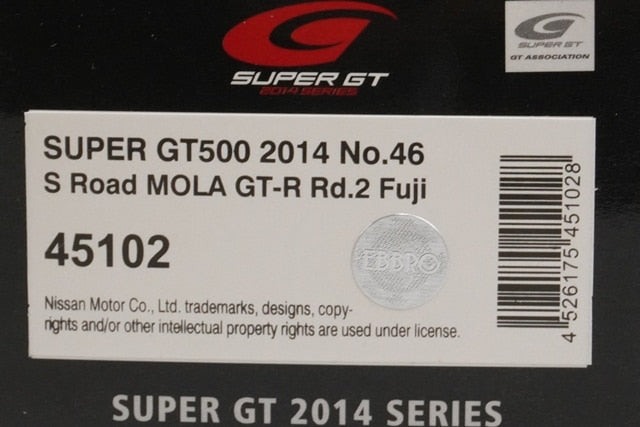 SUPER GT
2014 SERIES
SUPER GT
GT ASSOCIATION
SUPER GT500 2014 No.46
S Road MOLA GT-R Rd.2 Fuji
45102
EBBRO
Nissan Motor Co., Ltd. trademarks, designs, copy-
rights and/or other intellectual property rights are used under license.
4 526175 451028
SUPER GT 2014 SERIES